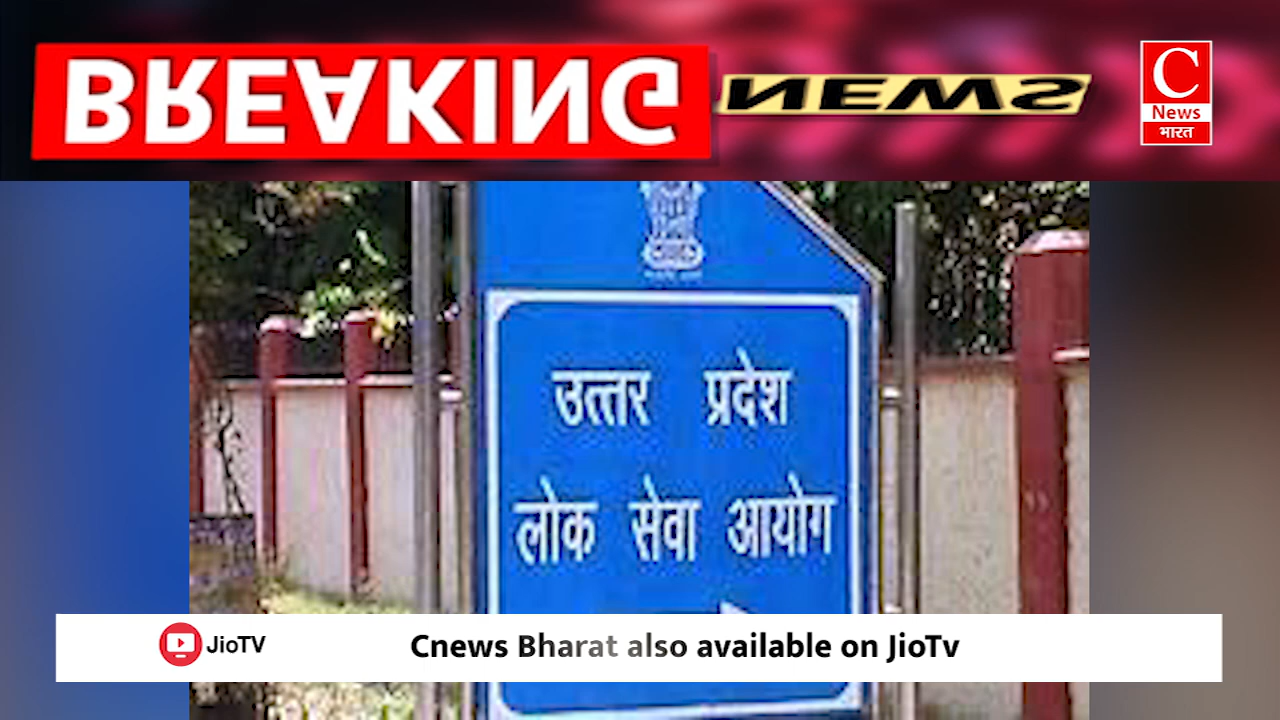 BREAKING
NEWS
C
News
भारत
उत्तर प्रदेश
लोक सेवा आयोग
JioTV
Cnews Bharat also available on JioTv